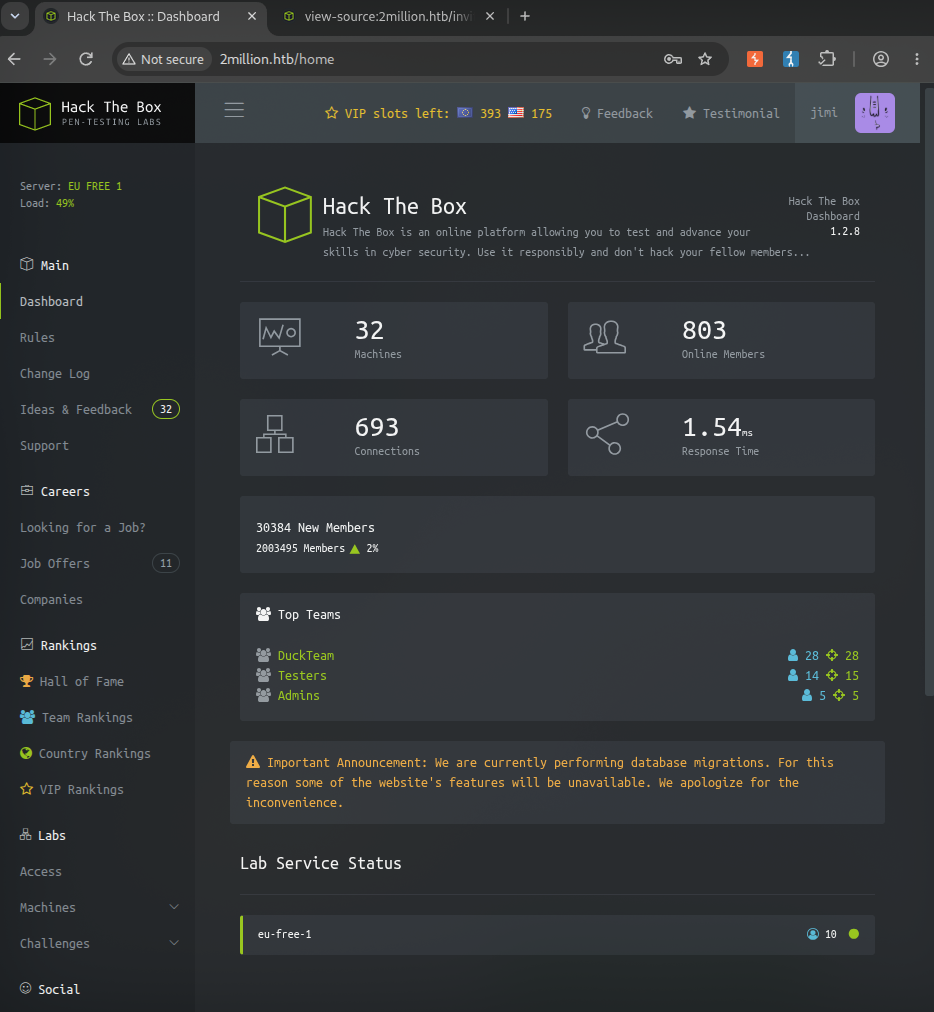 Hack The Box :: Dashboard
view-source:2million.htb/invi
Not secure
2million.htb/home
Hack The Box
PEN-TESTING LABS
VIP slots left: 393 175
Feedback
Testimonial
jimi
Server: EU FREE 1
Load: 49%
Main
Dashboard
Rules
Change Log
Ideas & Feedback 32
Support
Careers
Looking for a Job?
Job Offers 11
Companies
Rankings
Hall of Fame
Team Rankings
Country Rankings
VIP Rankings
Labs
Access
Machines
Challenges
Social
Hack The Box
Hack The Box is an online platform allowing you to test and advance your
skills in cyber security. Use it responsibly and don't hack your fellow members...
Hack The Box
Dashboard
1.2.8
32
Machines
803
Online Members
693
Connections
1.54ms
Response Time
30384 New Members
2003495 Members 2%
Top Teams
DuckTeam 28 28
Testers 14 15
Admins 5 5
Important Announcement: We are currently performing database migrations. For this
reason some of the website's features will be unavailable. We apologize for the
inconvenience.
Lab Service Status
eu-free-1 10